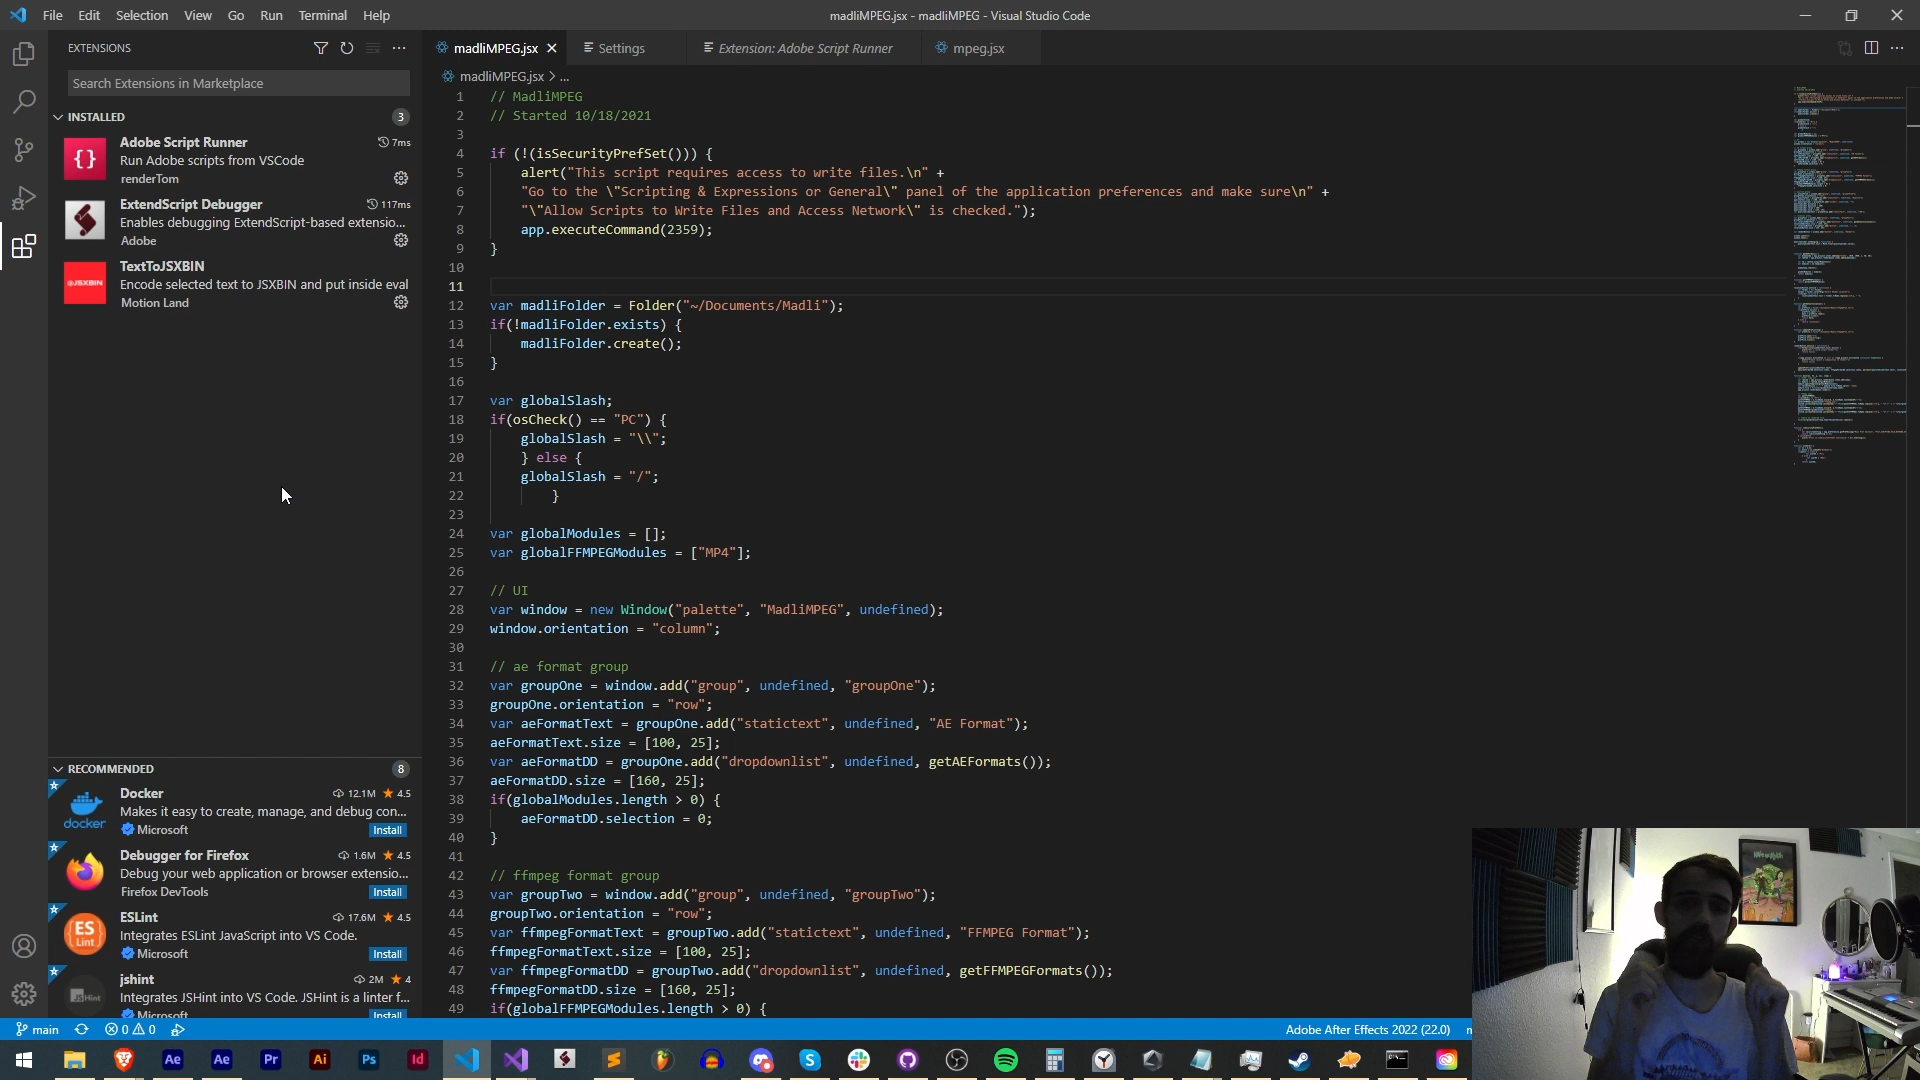 File Edit Selection View Go Run Terminal Help
madliMPEG.jsx - madliMPEG - Visual Studio Code
EXTENSIONS
Search Extensions in Marketplace
INSTALLED
3
Adobe Script Runner
7ms
Run Adobe scripts from VSCode
renderTom
ExtendScript Debugger
117ms
Enables debugging ExtendScript-based extensio...
Adobe
@JSXBIN
TextToJSXBIN
Encode selected text to JSXBIN and put inside eval
Motion Land
RECOMMENDED
8
docker
Docker
12.1M 4.5
Makes it easy to create, manage, and debug con...
Microsoft
Install
Debugger for Firefox
1.6M 4.5
Debug your web application or browser extensio...
Firefox DevTools
Install
ES Lint
ESLint
17.6M 4.5
Integrates ESLint JavaScript into VS Code.
Microsoft
Install
JSHint
jshint
2M 4
Integrates JSHint into VS Code. JSHint is a linter f...
Microsoft
Install
madliMPEG.jsx
Settings
Extension: Adobe Script Runner
mpeg.jsx
madliMPEG.jsx > ...
1 // MadliMPEG
2 // Started 10/18/2021
3
4 if (!(isSecurityPrefSet())) {
5 alert("This script requires access to write files.\n" +
6 "Go to the \"Scripting & Expressions or General\" panel of the application preferences and make sure\n" +
7 "\"Allow Scripts to Write Files and Access Network\" is checked.");
8 app.executeCommand(2359);
9 }
10
11
12 var madliFolder = Folder("~/Documents/Madli");
13 if(!madliFolder.exists) {
14 madliFolder.create();
15 }
16
17 var globalSlash;
18 if(osCheck() == "PC") {
19 globalSlash = "\\";
20 } else {
21 globalSlash = "/";
22 }
23
24 var globalModules = [];
25 var globalFFMPEGModules = ["MP4"];
26
27 // UI
28 var window = new Window("palette", "MadliMPEG", undefined);
29 window.orientation = "column";
30
31 // ae format group
32 var groupOne = window.add("group", undefined, "groupOne");
33 groupOne.orientation = "row";
34 var aeFormatText = groupOne.add("statictext", undefined, "AE Format");
35 aeFormatText.size = [100, 25];
36 var aeFormatDD = groupOne.add("dropdownlist", undefined, getAEFormats());
37 aeFormatDD.size = [160, 25];
38 if(globalModules.length > 0) {
39 aeFormatDD.selection = 0;
40 }
41
42 // ffmpeg format group
43 var groupTwo = window.add("group", undefined, "groupTwo");
44 groupTwo.orientation = "row";
45 var ffmpegFormatText = groupTwo.add("statictext", undefined, "FFMPEG Format");
46 ffmpegFormatText.size = [100, 25];
47 var ffmpegFormatDD = groupTwo.add("dropdownlist", undefined, getFFMPEGFormats());
48 ffmpegFormatDD.size = [160, 25];
49 if(globalFFMPEGModules.length > 0) {
main
0 0
Adobe After Effects 2022 (22.0)
Ae Ae Pr Ai Ps Id